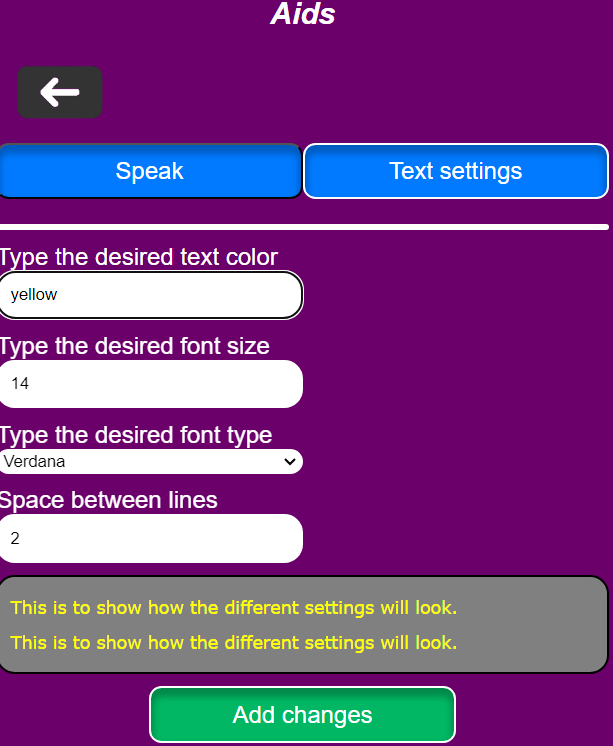 Aids
Speak
Text settings
Type the desired text color
yellow
Type the desired font size
14
Type the desired font type
Verdana
Space between lines
2
This is to show how the different settings will look.
This is to show how the different settings will look.
Add changes